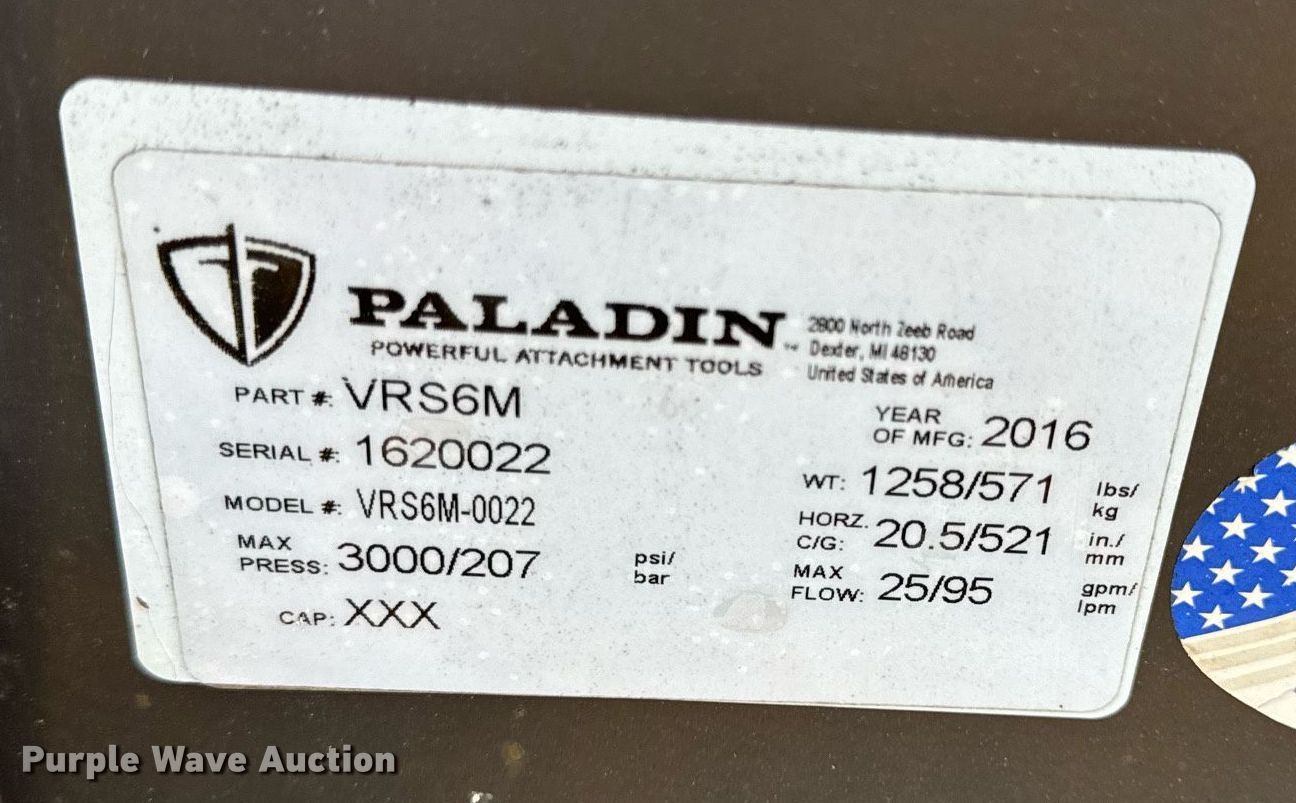 PALADIN
POWERFUL ATTACHMENT TOOLS
2800 North Zeeb Road
Dexter, MI 48130
United States of America
PART #: VRS6M
SERIAL #: 1620022
MODEL #: VRS6M-0022
MAX
PRESS: 3000/207 psi/
bar
CAP: XXX
YEAR
OF MFG: 2016
WT: 1258/571 lbs/
kg
HORZ.
C/G: 20.5/521 in./
mm
MAX
FLOW: 25/95 gpm/
lpm
Purple Wave Auction